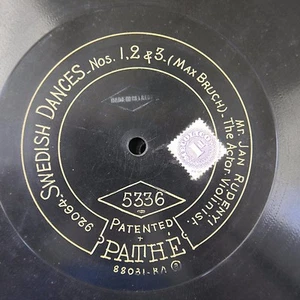 92064. SWEDISH DANCES - Nos. 1, 2 & 3 - (MAX BRUCH) -
Mr. JAN RUDENYI.
- The Actor-Violinist -
5336
PATENTED
+
PATHÉ
88031-RA